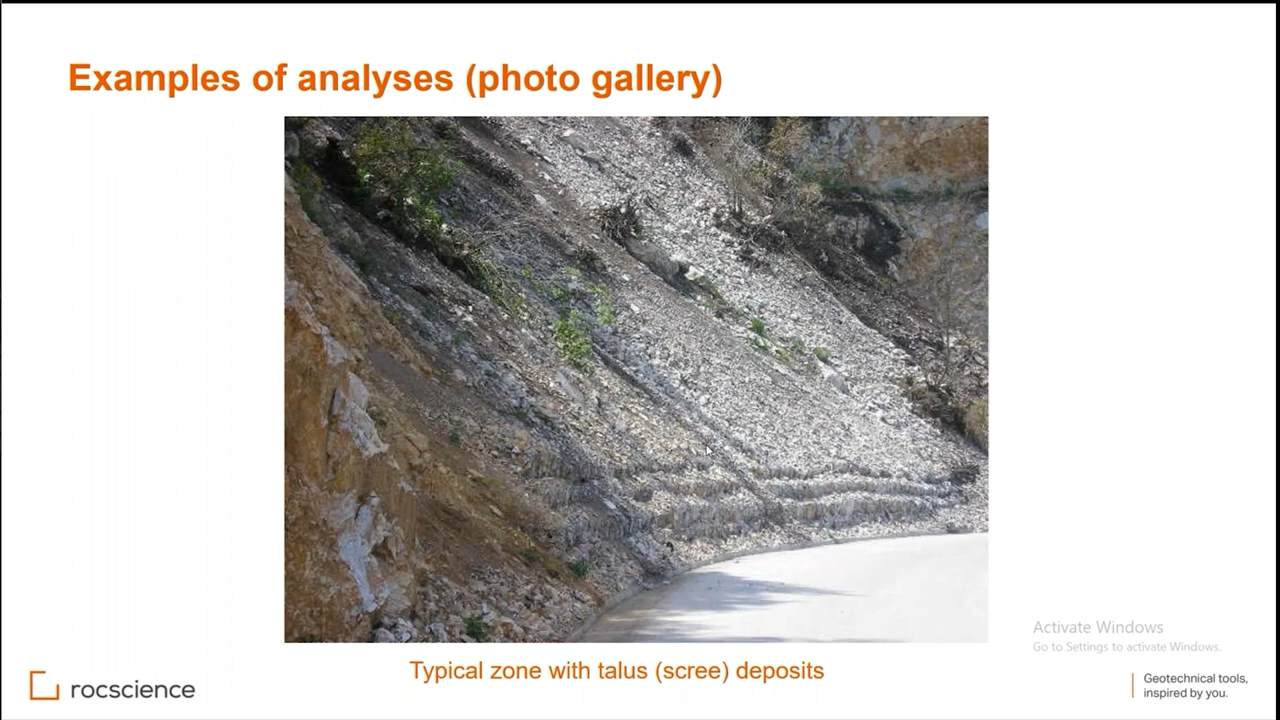 Examples of analyses (photo gallery)
Typical zone with talus (scree) deposits
Activate Windows
Go to Settings to activate Windows.
rocscience
Geotechnical tools,
inspired by you.